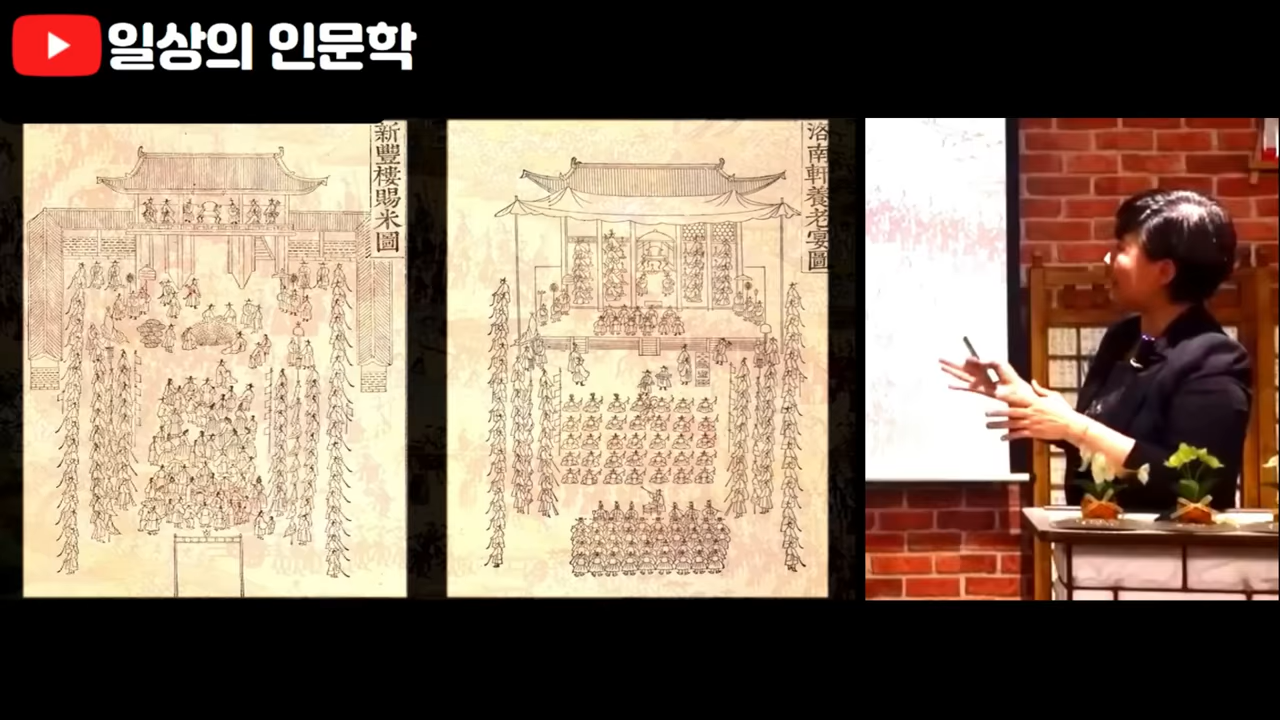 일상의 인문학
新豐樓賜米圖
洛南軒養老宴圖